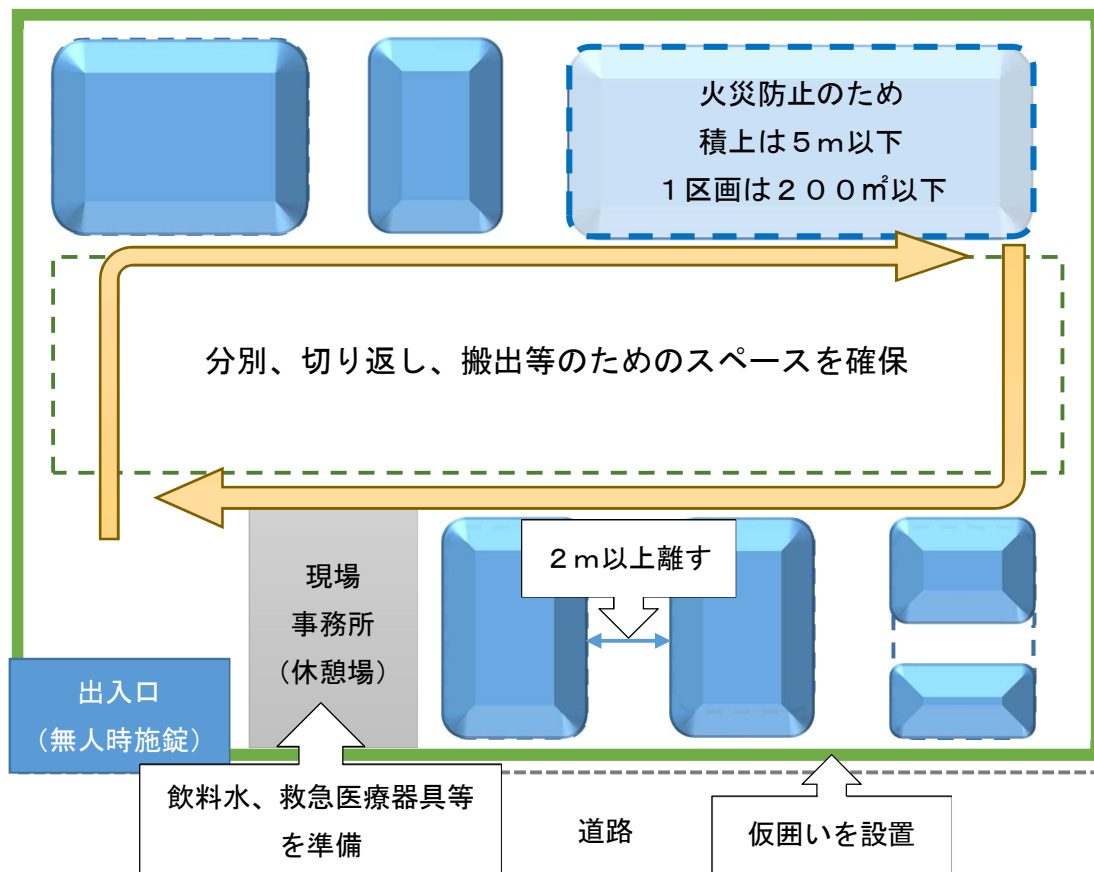 火災防止のため
積上は５ｍ以下
１区画は２００㎡以下
分別、切り返し、搬出等のためのスペースを確保
２ｍ以上離す
現場
事務所
（休憩場）
出入口
（無人時施錠）
飲料水、救急医療器具等
を準備
道路
仮囲いを設置